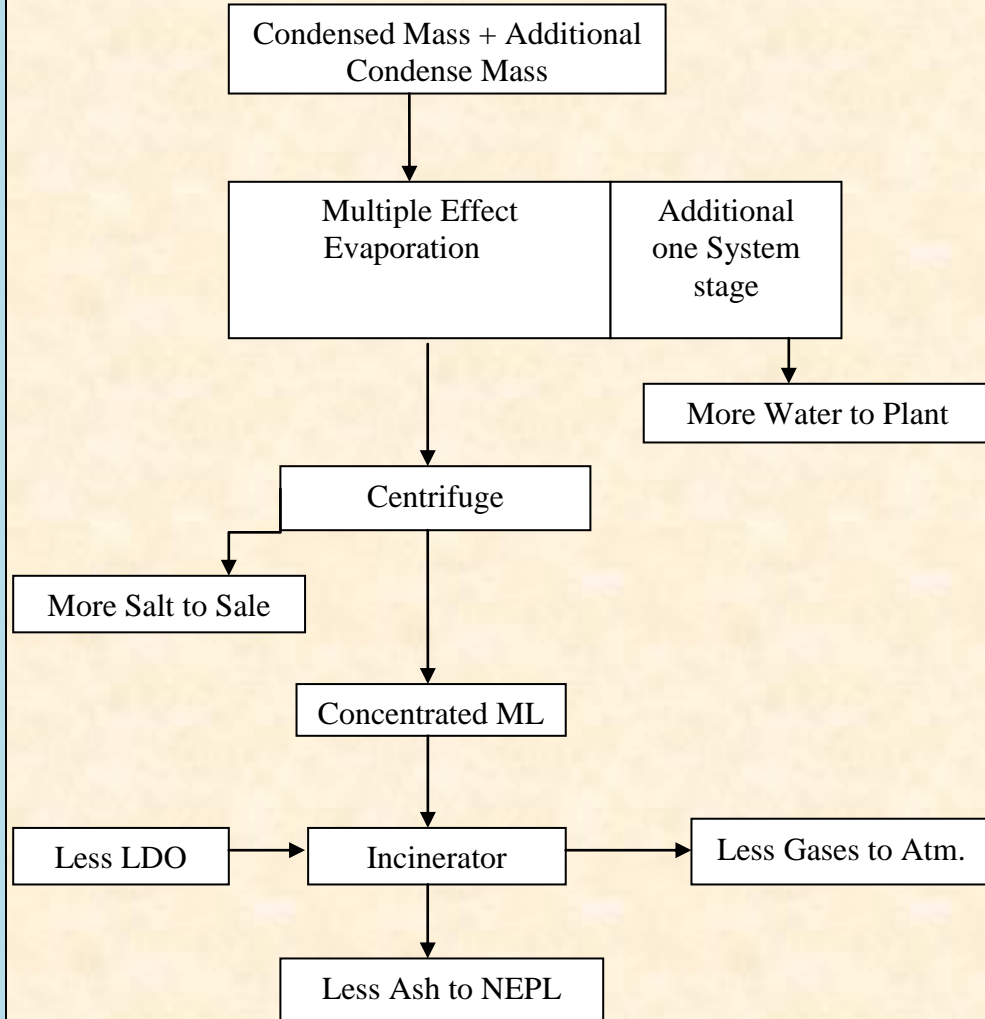 Condensed Mass + Additional
Condense Mass
Multiple Effect
Evaporation
Additional
one System
stage
More Water to Plant
Centrifuge
More Salt to Sale
Concentrated ML
Less LDO
Incinerator
Less Gases to Atm.
Less Ash to NEPL